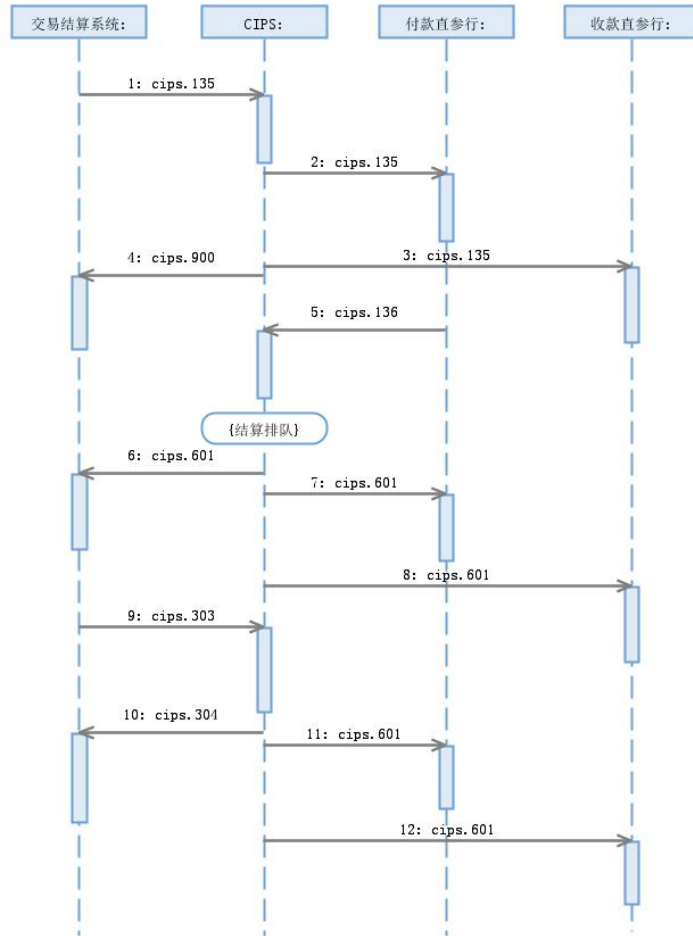 交易结算系统:
CIPS:
付款直参行:
收款直参行:
1: cips.135
2: cips.135
3: cips.135
4: cips.900
5: cips.136
{结算排队}
6: cips.601
7: cips.601
8: cips.601
9: cips.303
10: cips.304
11: cips.601
12: cips.601